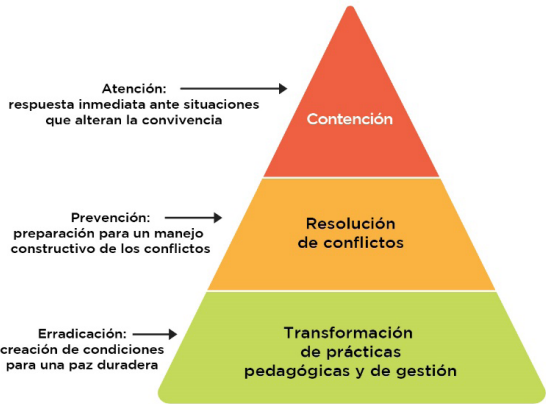 Atención:
respuesta inmediata ante situaciones
que alteran la convivencia
Contención
Prevención:
preparación para un manejo
constructivo de los conflictos
Resolución
de conflictos
Erradicación:
creación de condiciones
para una paz duradera
Transformación
de prácticas
pedagógicas y de gestión